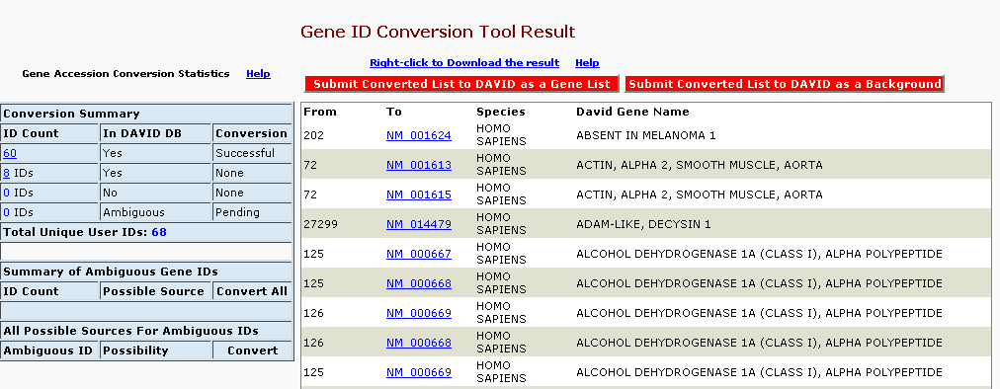 Gene ID Conversion Tool Result
Right-click to Download the result Help
Gene Accession Conversion Statistics Help
Submit Converted List to DAVID as a Gene List Submit Converted List to DAVID as a Background
Conversion Summary
ID Count In DAVID DB Conversion
60 Yes Successful
8 IDs Yes None
0 IDs No None
0 IDs Ambiguous Pending
Total Unique User IDs: 68
Summary of Ambiguous Gene IDs
ID Count Possible Source Convert All
All Possible Sources For Ambiguous IDs
Ambiguous ID Possibility Convert
From To Species David Gene Name
202 NM_001624 HOMO SAPIENS ABSENT IN MELANOMA 1
72 NM_001613 HOMO SAPIENS ACTIN, ALPHA 2, SMOOTH MUSCLE, AORTA
72 NM_001615 HOMO SAPIENS ACTIN, ALPHA 2, SMOOTH MUSCLE, AORTA
27299 NM_014479 HOMO SAPIENS ADAM-LIKE, DECYSIN 1
125 NM_000667 HOMO SAPIENS ALCOHOL DEHYDROGENASE 1A (CLASS I), ALPHA POLYPEPTIDE
125 NM_000668 HOMO SAPIENS ALCOHOL DEHYDROGENASE 1A (CLASS I), ALPHA POLYPEPTIDE
126 NM_000669 HOMO SAPIENS ALCOHOL DEHYDROGENASE 1A (CLASS I), ALPHA POLYPEPTIDE
126 NM_000668 HOMO SAPIENS ALCOHOL DEHYDROGENASE 1A (CLASS I), ALPHA POLYPEPTIDE
125 NM_000669 HOMO SAPIENS ALCOHOL DEHYDROGENASE 1A (CLASS I), ALPHA POLYPEPTIDE